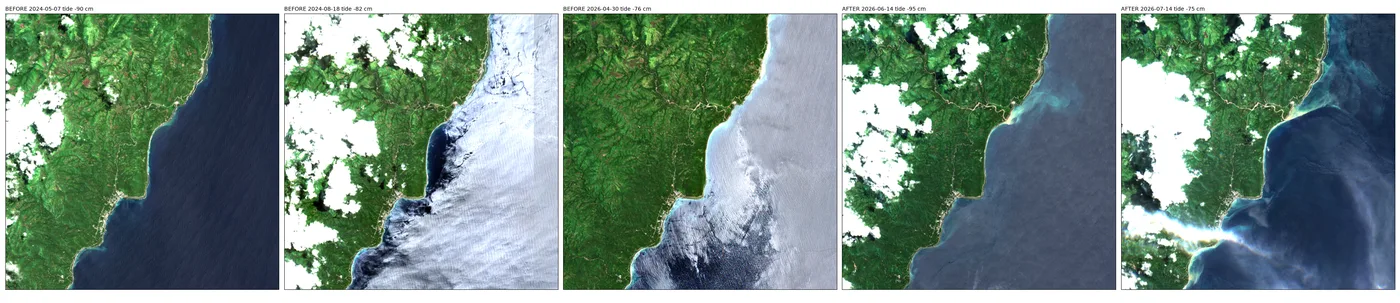 BEFORE 2024-05-07 tide -90 cm
BEFORE 2024-08-18 tide -82 cm
BEFORE 2026-04-30 tide -76 cm
AFTER 2026-06-14 tide -95 cm
AFTER 2026-07-14 tide -75 cm